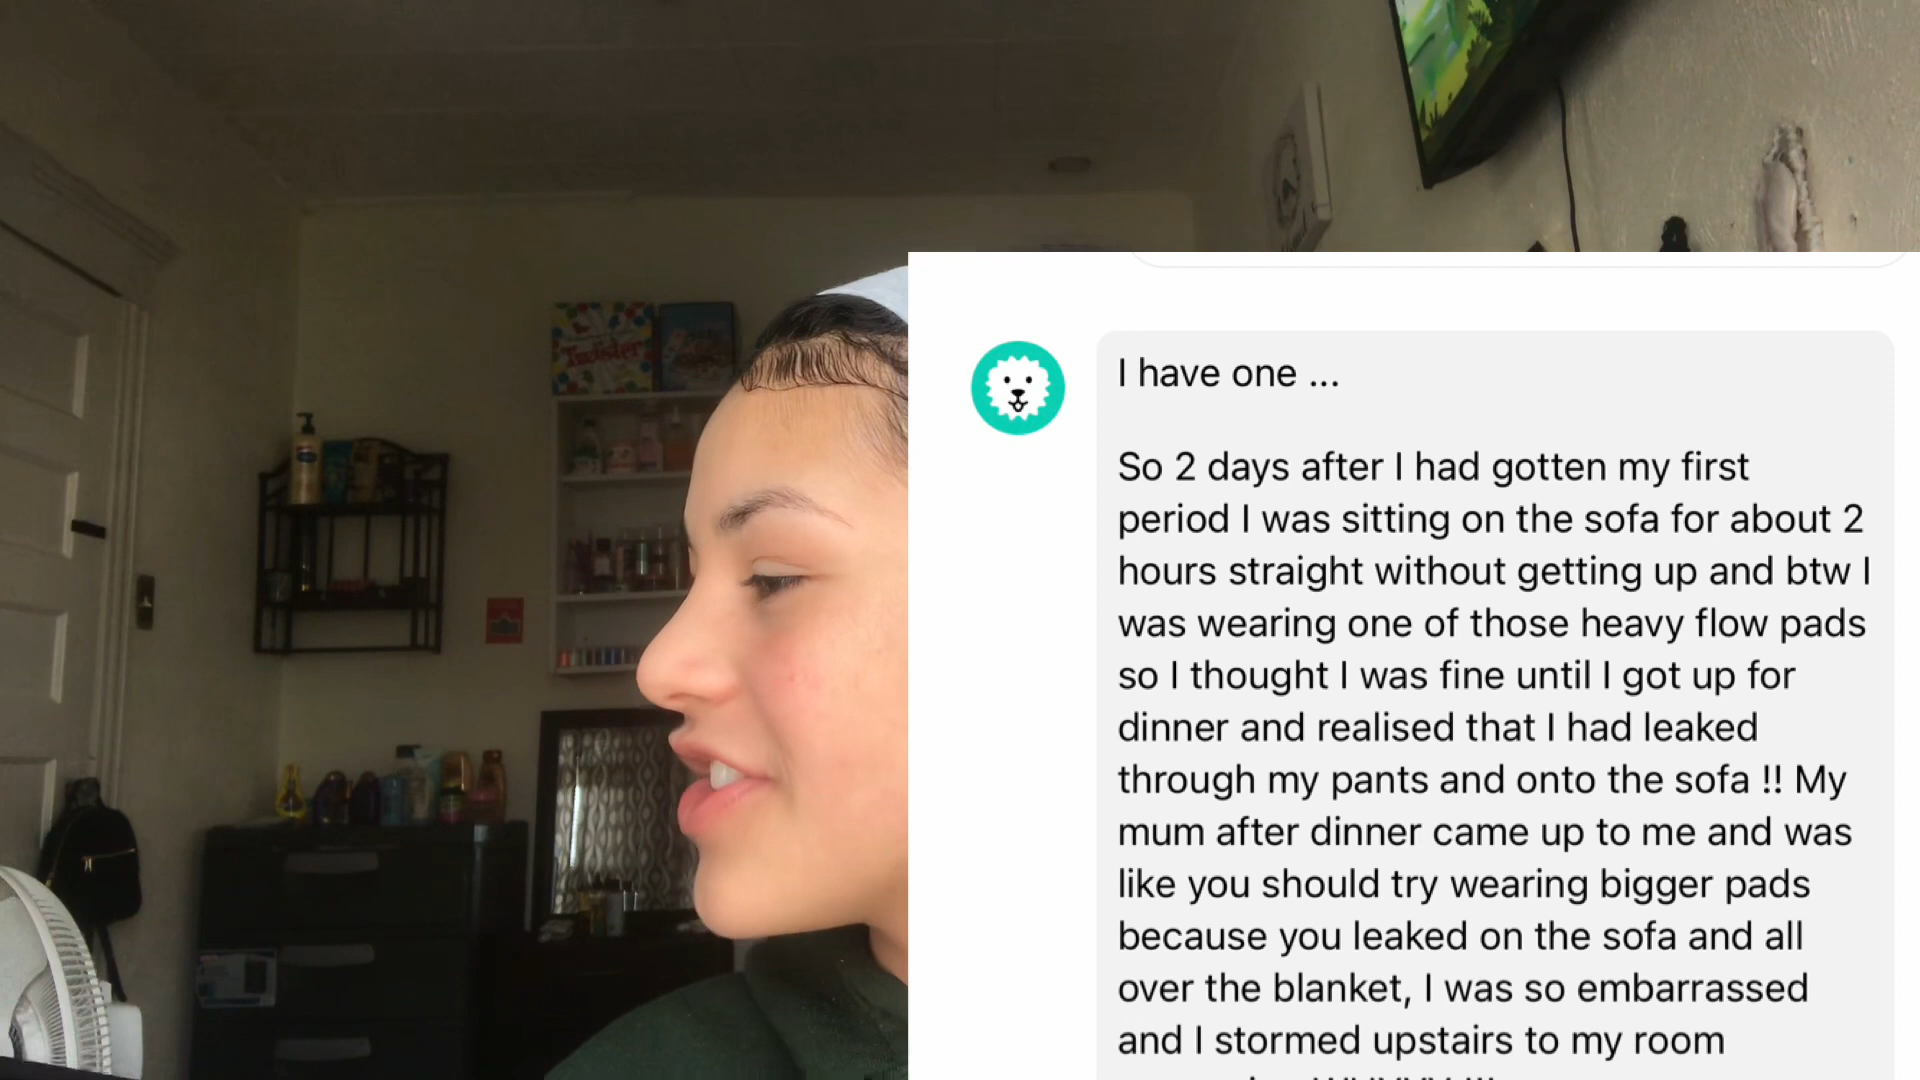 Twister
I have one ...
So 2 days after I had gotten my first
period I was sitting on the sofa for about 2
hours straight without getting up and btw I
was wearing one of those heavy flow pads
so I thought I was fine until I got up for
dinner and realised that I had leaked
through my pants and onto the sofa !! My
mum after dinner came up to me and was
like you should try wearing bigger pads
because you leaked on the sofa and all
over the blanket, I was so embarrassed
and I stormed upstairs to my room